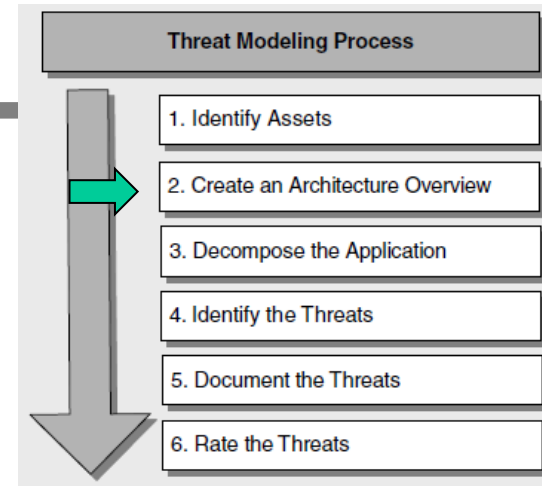 Threat Modeling Process
1. Identify Assets
2. Create an Architecture Overview
3. Decompose the Application
4. Identify the Threats
5. Document the Threats
6. Rate the Threats